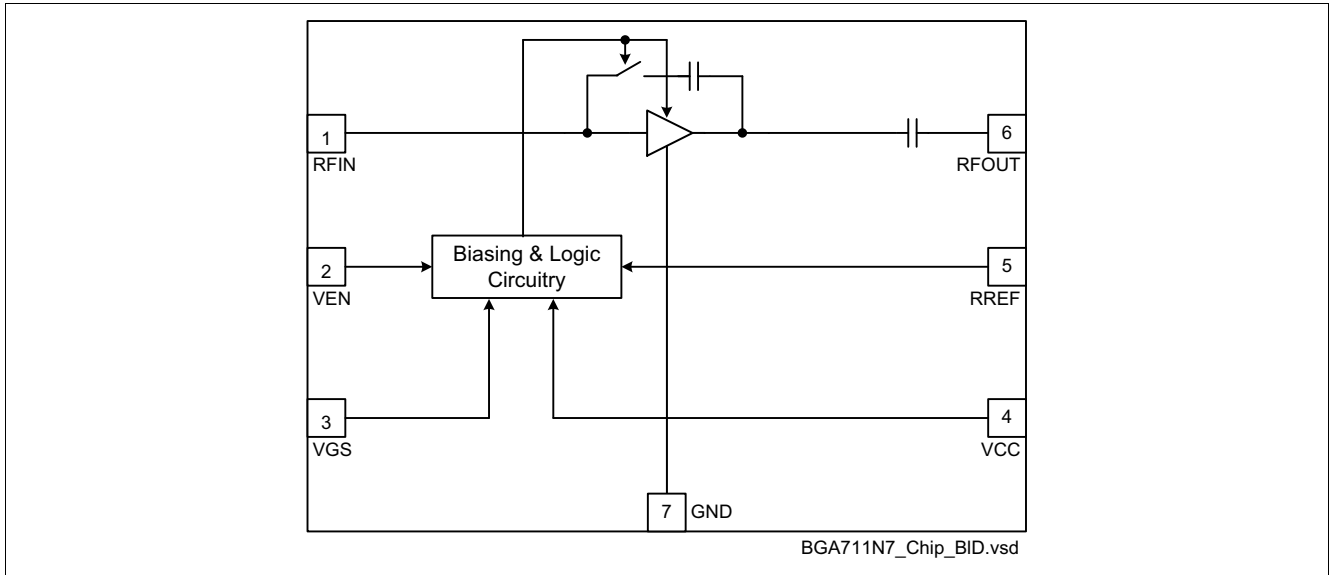 1
RFIN
6
RFOUT
Biasing & Logic
Circuitry
2
VEN
5
RREF
3
VGS
4
VCC
7
GND
BGA711N7_Chip_BID.vsd